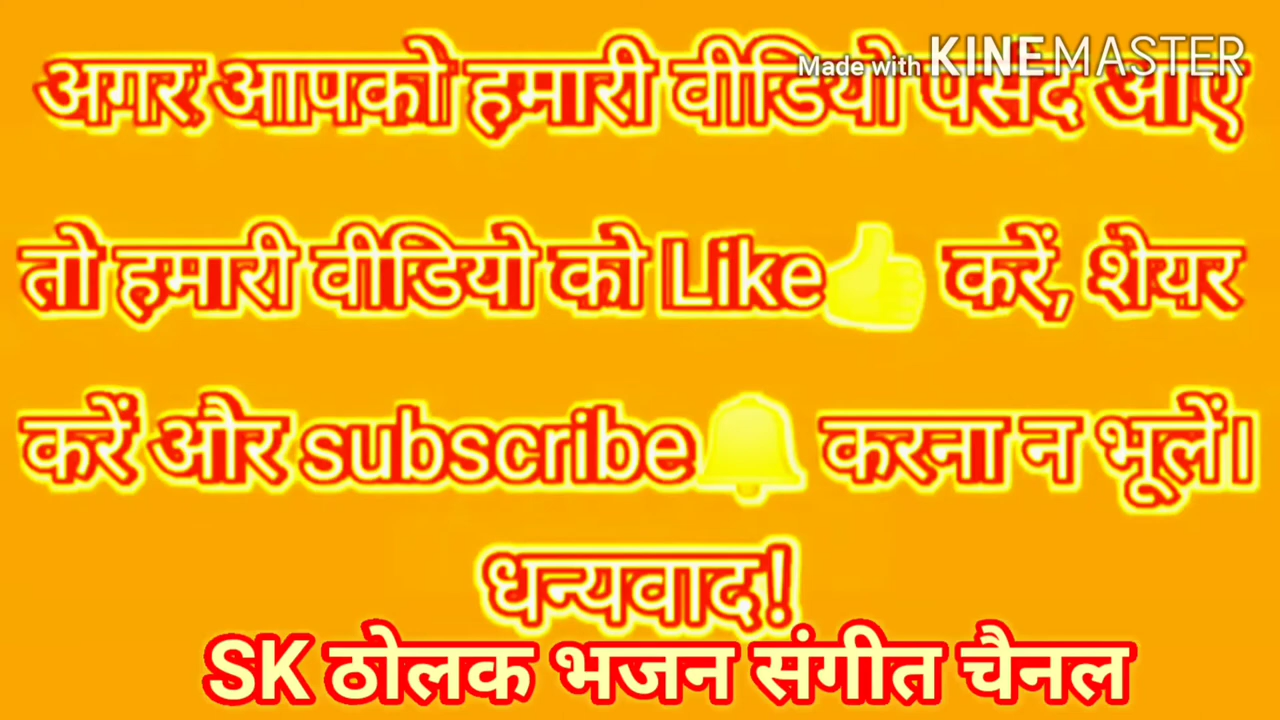 Made with KINEMASTER
अगर आपको हमारी वीडियो पसंद आए
तो हमारी वीडियो को Like👍 करें, शेयर
करें और subscribe🔔 करना न भूलें।
धन्यवाद!
SK ठोलक भजन संगीत चैनल